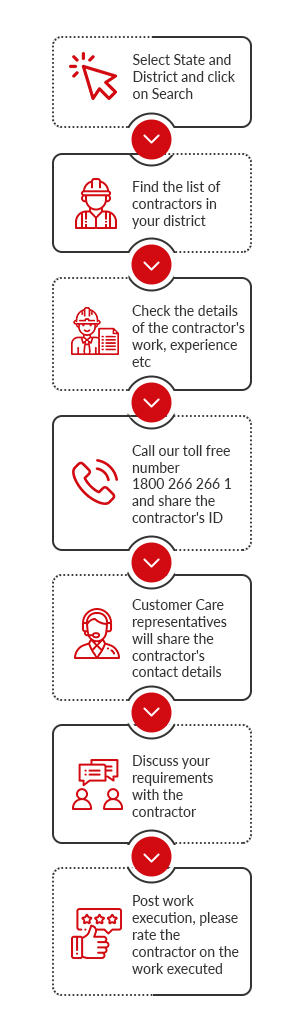 Select State and
District and click
on Search
Find the list of
contractors in
your district
Check the details
of the contractor's
work, experience
etc
Call our toll free
number
1800 266 266 1
and share the
contractor's ID
Customer Care
representatives
will share the
contractor's
contact details
Discuss your
requirements
with the
contractor
Post work
execution, please
rate the
contractor on the
work executed